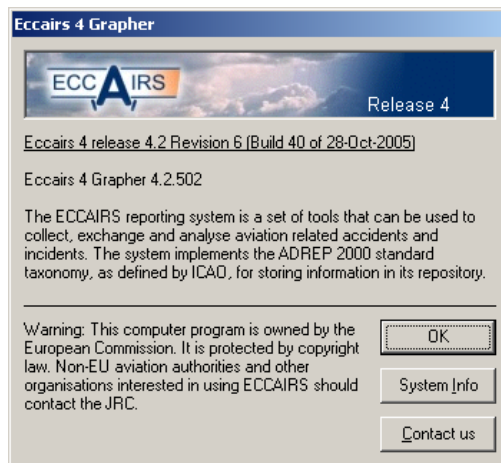 Eccairs 4 Grapher
ECCAIRS
Release 4
Eccairs 4 release 4.2 Revision 6 (Build 40 of 28-Oct-2005)
Eccairs 4 Grapher 4.2.502
The ECCAIRS reporting system is a set of tools that can be used to
collect, exchange and analyse aviation related accidents and
incidents. The system implements the ADREP 2000 standard
taxonomy, as defined by ICAO, for storing information in its repository.
Warning: This computer program is owned by the
European Commission. It is protected by copyright
law. Non-EU aviation authorities and other
organisations interested in using ECCAIRS should
contact the JRC.
OK
System Info
Contact us